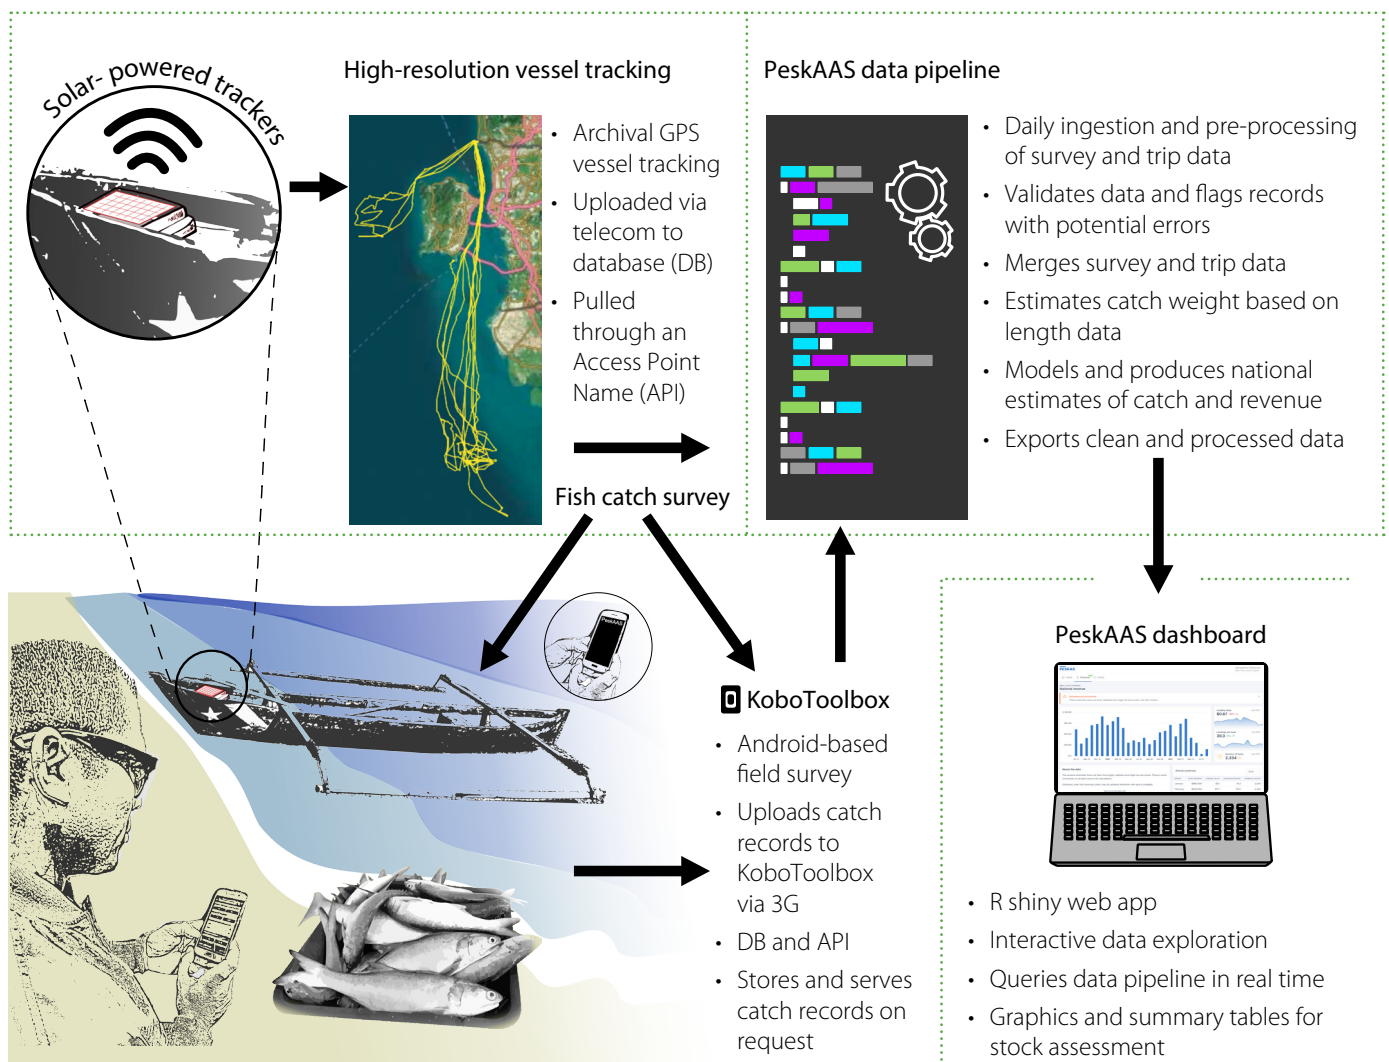 Solar- powered trackers
High-resolution vessel tracking
• Archival GPS
vessel tracking
• Uploaded via
telecom to
database (DB)
• Pulled
through an
Access Point
Name (API)
PeskAAS data pipeline
• Daily ingestion and pre-processing
of survey and trip data
• Validates data and flags records
with potential errors
• Merges survey and trip data
• Estimates catch weight based on
length data
• Models and produces national
estimates of catch and revenue
• Exports clean and processed data
Fish catch survey
PeskAAS
KoboToolbox
• Android-based
field survey
• Uploads catch
records to
KoboToolbox
via 3G
• DB and API
• Stores and serves
catch records on
request
PeskAAS dashboard
PESKAAS
• R shiny web app
• Interactive data exploration
• Queries data pipeline in real time
• Graphics and summary tables for
stock assessment